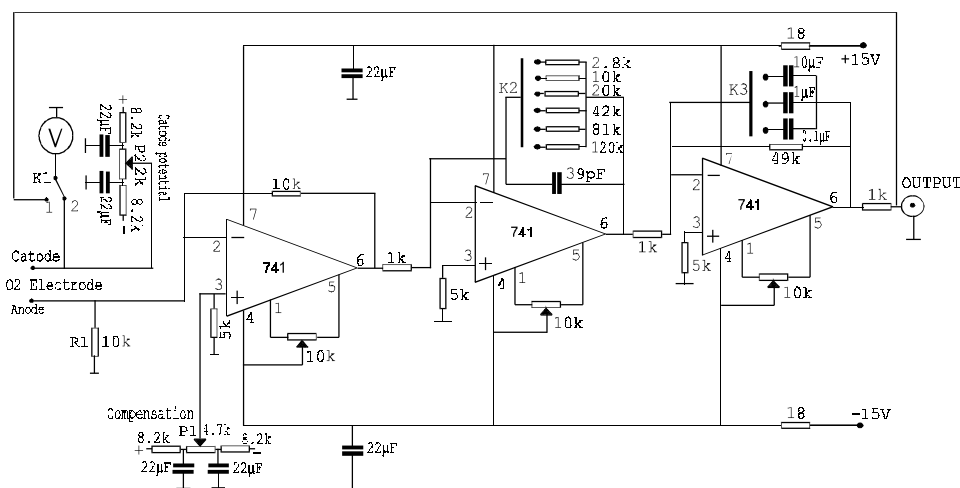 18
+15V
22µF
K2
2.8k
10k
20k
42k
81k
120k
39pF
K3
10µF
1µF
0.1µF
49k
V
K1
1
2
22µF
22µF
+
8.2k
P2
2k
8.2k
-
Catode potential
10k
7
2
-
741
6
3
+
4
1
5
5k
10k
1k
7
2
-
741
6
3
+
4
1
5
5k
10k
1k
7
2
-
741
6
3
+
4
1
5
5k
10k
1k
OUTPUT
Catode
O2 Electrode
Anode
R1
10k
Compensation
P1
4.7k
8.2k
8.2k
+
-
22µF
22µF
22µF
18
-15V